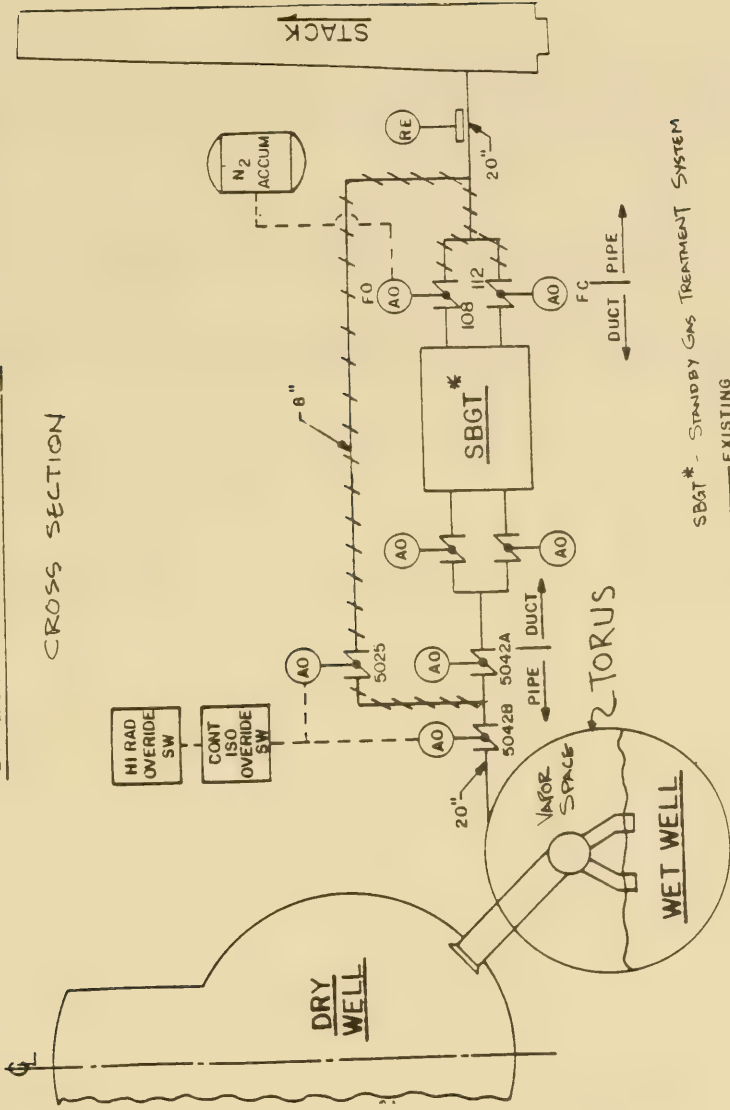 CROSS SECTION
STACK
N2
ACCUM
RE
20"
8"
HI RAD
OVERIDE
SW
CONT
ISO
OVERIDE
SW
AO
5025
AO
5042B
AO
5042A
PIPE DUCT
AO
AO
SBGT*
FO
AO
108
112
AO
FC
DUCT PIPE
20"
TORUS
VAPOR
SPACE
WET WELL
DRY
WELL
CL
SBGT* - STANDBY GAS TREATMENT SYSTEM
EXISTING